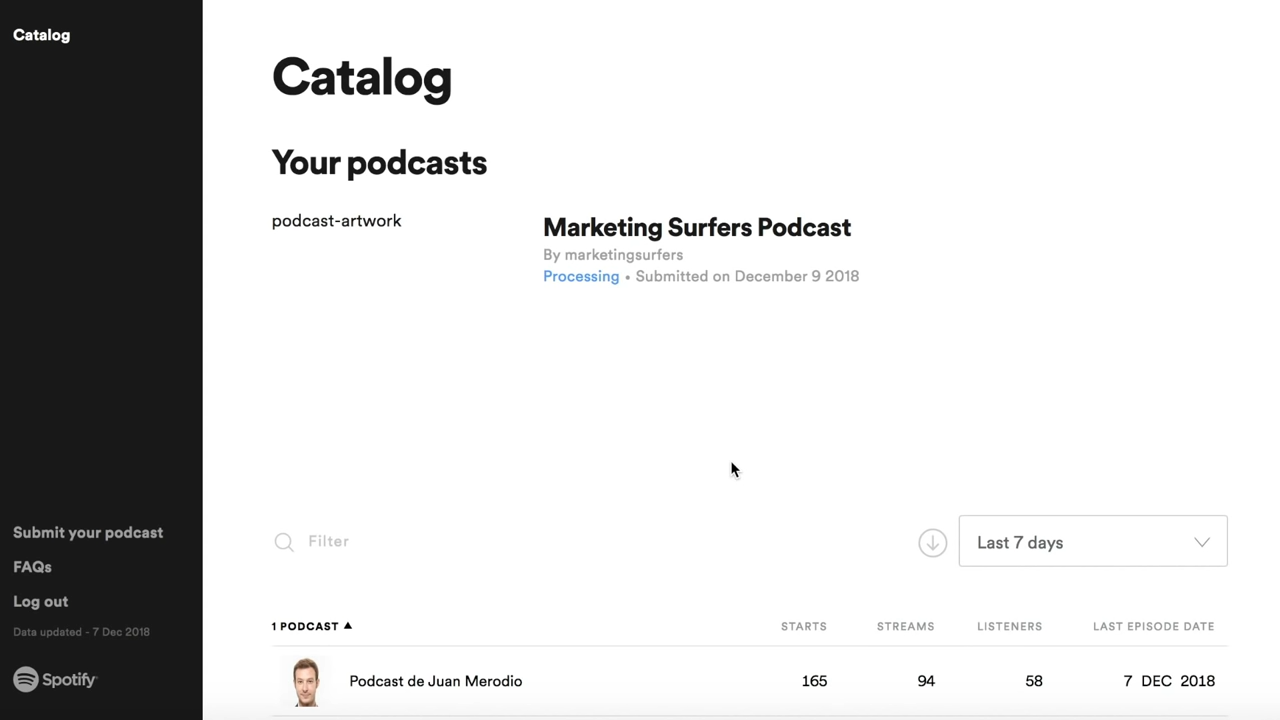 Catalog
Catalog
Your podcasts
podcast-artwork
Marketing Surfers Podcast
By marketingsurfers
Processing • Submitted on December 9 2018
Filter
Last 7 days
1 PODCAST ▲ STARTS STREAMS LISTENERS LAST EPISODE DATE
Podcast de Juan Merodio 165 94 58 7 DEC 2018
Submit your podcast
FAQs
Log out
Data updated - 7 Dec 2018
Spotify